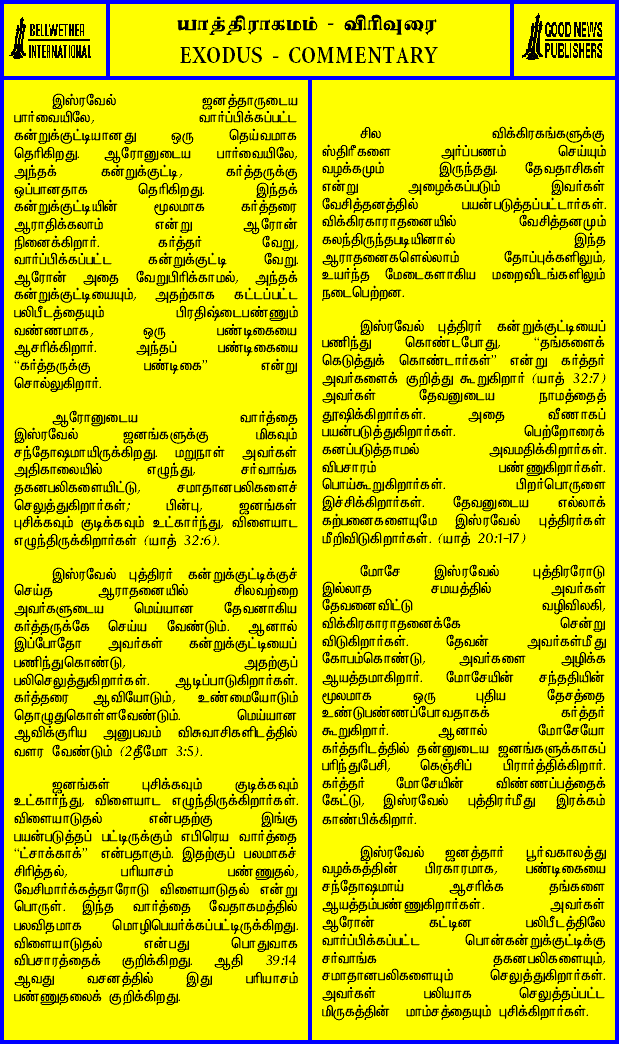 BELLWETHER
INTERNATIONAL
யாத்திராகமம் - விரிவுரை
EXODUS - COMMENTARY
GOOD NEWS
PUBLISHERS
இஸ்ரவேல் ஜனத்தாருடைய
பார்வையிலே, வார்ப்பிக்கப்பட்ட
கன்றுக்குட்டியானது ஒரு தெய்வமாக
தெரிகிறது. ஆரோனுடைய பார்வையிலே,
அந்தக் கன்றுக்குட்டி, கர்த்தருக்கு
ஒப்பானதாக தெரிகிறது. இந்தக்
கன்றுக்குட்டியின் மூலமாக கர்த்தரை
ஆராதிக்கலாம் என்று ஆரோன்
நினைக்கிறார். கர்த்தர் வேறு,
வார்ப்பிக்கப்பட்ட கன்றுக்குட்டி வேறு.
ஆரோன் அதை வேறுபிரிக்காமல், அந்தக்
கன்றுக்குட்டியையும், அதற்காக கட்டப்பட்ட
பலிபீடத்தையும் பிரதிஷ்டைபண்ணும்
வண்ணமாக, ஒரு பண்டிகையை
ஆசரிக்கிறார். அந்தப் பண்டிகையை
“கர்த்தருக்கு பண்டிகை” என்று
சொல்லுகிறார்.
ஆரோனுடைய வார்த்தை
இஸ்ரவேல் ஜனங்களுக்கு மிகவும்
சந்தோஷமாயிருக்கிறது. மறுநாள் அவர்கள்
அதிகாலையில் எழுந்து, சர்வாங்க
தகனபலிகளையிட்டு, சமாதானபலிகளைச்
செலுத்துகிறார்கள்; பின்பு, ஜனங்கள்
புசிக்கவும் குடிக்கவும் உட்கார்ந்து, விளையாட
எழுந்திருக்கிறார்கள் (யாத் 32:6).
இஸ்ரவேல் புத்திரர் கன்றுக்குட்டிக்குச்
செய்த ஆராதனையில் சிலவற்றை
அவர்களுடைய மெய்யான தேவனாகிய
கர்த்தருக்கே செய்ய வேண்டும். ஆனால்
இப்போதோ அவர்கள் கன்றுக்குட்டியைப்
பணிந்துகொண்டு, அதற்குப்
பலிசெலுத்துகிறார்கள். ஆடிப்பாடுகிறார்கள்.
கர்த்தரை ஆவியோடும், உண்மையோடும்
தொழுதுகொள்ளவேண்டும். மெய்யான
ஆவிக்குரிய அனுபவம் விசுவாசிகளிடத்தில்
வளர வேண்டும் (2தீமோ 3:5).
ஜனங்கள் புசிக்கவும் குடிக்கவும்
உட்கார்ந்து, விளையாட எழுந்திருக்கிறார்கள்.
விளையாடுதல் என்பதற்கு இங்கு
பயன்படுத்தப் பட்டிருக்கும் எபிரெய வார்த்தை
“ட்சாக்காக்” என்பதாகும். இதற்குப் பலமாகச்
சிரித்தல், பரியாசம் பண்ணுதல்,
வேசிமார்க்கத்தாரோடு விளையாடுதல் என்று
பொருள். இந்த வார்த்தை வேதாகமத்தில்
பலவிதமாக மொழிபெயர்க்கப்பட்டிருக்கிறது.
விளையாடுதல் என்பது பொதுவாக
விபசாரத்தைக் குறிக்கிறது. ஆதி 39:14
ஆவது வசனத்தில் இது பரியாசம்
பண்ணுதலைக் குறிக்கிறது.
சில விக்கிரகங்களுக்கு
ஸ்திரீகளை அர்ப்பணம் செய்யும்
வழக்கமும் இருந்தது. தேவதாசிகள்
என்று அழைக்கப்படும் இவர்கள்
வேசித்தனத்தில் பயன்படுத்தப்பட்டார்கள்.
விக்கிரகாராதனையில் வேசித்தனமும்
கலந்திருந்தபடியினால் இந்த
ஆராதனைகளெல்லாம் தோப்புக்களிலும்,
உயர்ந்த மேடைகளாகிய மறைவிடங்களிலும்
நடைபெற்றன.
இஸ்ரவேல் புத்திரர் கன்றுக்குட்டியைப்
பணிந்து கொண்டபோது, “தங்களைக்
கெடுத்துக் கொண்டார்கள்” என்று கர்த்தர்
அவர்களைக் குறித்து கூறுகிறார் (யாத் 32:7)
அவர்கள் தேவனுடைய நாமத்தைத்
தூஷிக்கிறார்கள். அதை வீணாகப்
பயன்படுத்துகிறார்கள். பெற்றோரைக்
கனப்படுத்தாமல் அவமதிக்கிறார்கள்.
விபசாரம் பண்ணுகிறார்கள்.
பொய்கூறுகிறார்கள். பிறர்பொருளை
இச்சிக்கிறார்கள். தேவனுடைய எல்லாக்
கற்பனைகளையுமே இஸ்ரவேல் புத்திரர்கள்
மீறிவிடுகிறார்கள். (யாத் 20:1-17)
மோசே இஸ்ரவேல் புத்திரரோடு
இல்லாத சமயத்தில் அவர்கள்
தேவனைவிட்டு வழிவிலகி,
விக்கிரகாராதனைக்கே சென்று
விடுகிறார்கள். தேவன் அவர்கள்மீது
கோபம்கொண்டு, அவர்களை அழிக்க
ஆயத்தமாகிறார். மோசேயின் சந்ததியின்
மூலமாக ஒரு புதிய தேசத்தை
உண்டுபண்ணப்போவதாகக் கர்த்தர்
கூறுகிறார். ஆனால் மோசேயோ
கர்த்தரிடத்தில் தன்னுடைய ஜனங்களுக்காகப்
பரிந்துபேசி, கெஞ்சிப் பிரார்த்திக்கிறார்.
கர்த்தர் மோசேயின் விண்ணப்பத்தைக்
கேட்டு, இஸ்ரவேல் புத்திரர்மீது இரக்கம்
காண்பிக்கிறார்.
இஸ்ரவேல் ஜனத்தார் பூர்வகாலத்து
வழக்கத்தின் பிரகாரமாக, பண்டிகையை
சந்தோஷமாய் ஆசரிக்க தங்களை
ஆயத்தம்பண்ணுகிறார்கள். அவர்கள்
ஆரோன் கட்டின பலிபீடத்திலே
வார்ப்பிக்கப்பட்ட பொன்கன்றுக்குட்டிக்கு
சர்வாங்க தகனபலிகளையும்,
சமாதானபலிகளையும் செலுத்துகிறார்கள்.
அவர்கள் பலியாக செலுத்தப்பட்ட
மிருகத்தின் மாம்சத்தையும் புசிக்கிறார்கள்.